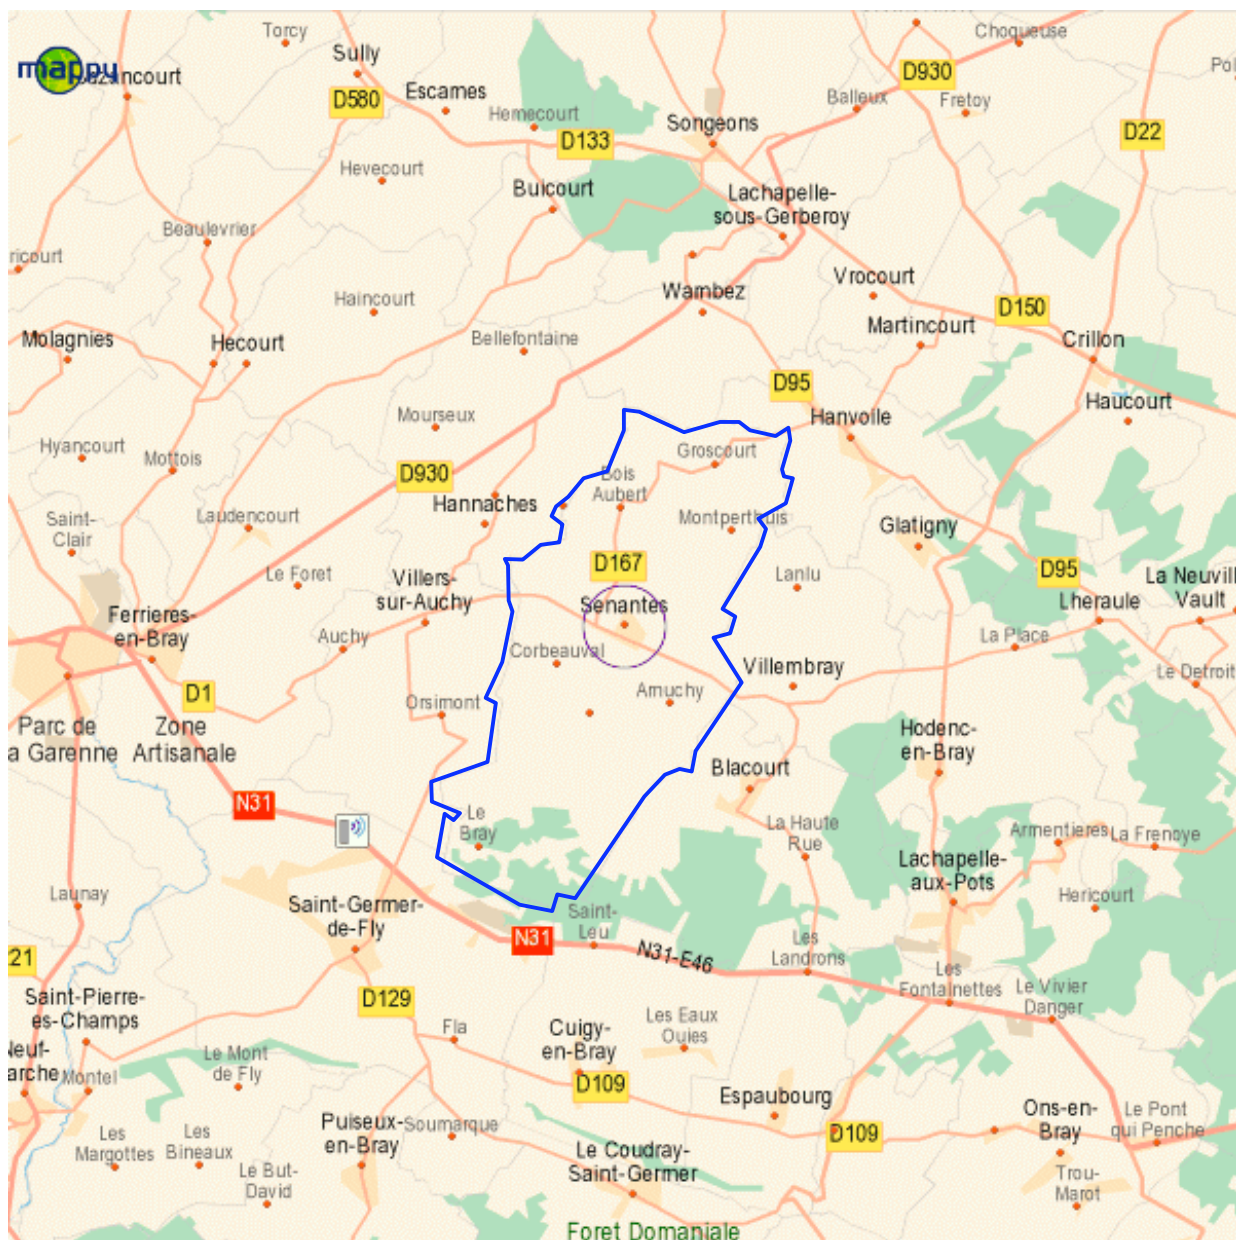 Torcy
Sully
Choqueuse
D930
mappy
D580
Escames
Balleux
Fretoy
Hemecourt
Songeons
D133
D22
Hevecourt
Buicourt
Lachapelle-
sous-Gerberoy
Beaulevrier
Vrocourt
Haincourt
Wambez
D150
Martincourt
Molagnies
Hecourt
Bellefontaine
Crillon
D95
Haucourt
Mourseux
Hanvoile
Hyancourt
Mottois
Groscourt
D930
Bois
Aubert
Hannaches
Saint-
Clair
Laudencourt
Montperthuis
Glatigny
D167
Le Foret
Villers-
sur-Auchy
Lanlu
D95
La Neuvill
Vault
Ferrieres-
en-Bray
Senantes
Lheraule
Auchy
Corbeauval
La Place
Villembray
Le Detroit
D1
Orsimont
Amuchy
Parc de
a Garenne
Zone
Artisanale
Hodenc-
en-Bray
Blacourt
N31
Le
Bray
La Haute
Rue
Armentieres
La Frenoye
Lachapelle-
aux-Pots
Launay
Hericourt
Saint-Germer-
de-Fly
Saint-
Leu
N31
N31-E46
Les
Landrons
21
Les
Fontainettes
Le Vivier
Danger
Saint-Pierre-
es-Champs
D129
Fla
Cuigy-
en-Bray
Les Eaux
Ouies
Neuf-
arche
Montel
Le Mont
de Fly
D109
Espaubourg
Ons-en-
Bray
Le Pont
qui Penche
Puiseux-
en-Bray
Soumarque
D109
Les
Margottes
Les
Bineaux
Le But-
David
Le Coudray-
Saint-Germer
Trou-
Marot
Foret Domaniale